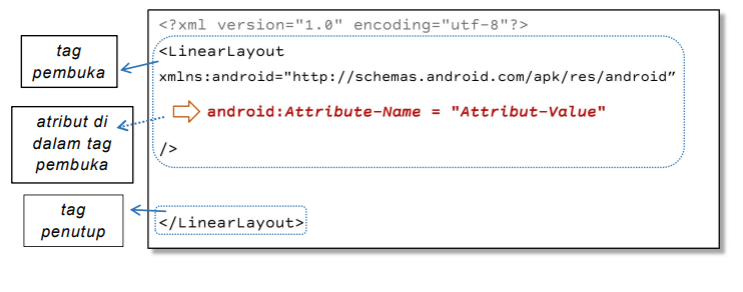 <?xml version="1.0" encoding="utf-8"?>
tag
pembuka
<LinearLayout
xmlns:android="http://schemas.android.com/apk/res/android”
atribut di
dalam tag
pembuka
android:Attribute-Name = "Attribut-Value"
/>
tag
penutup
</LinearLayout>